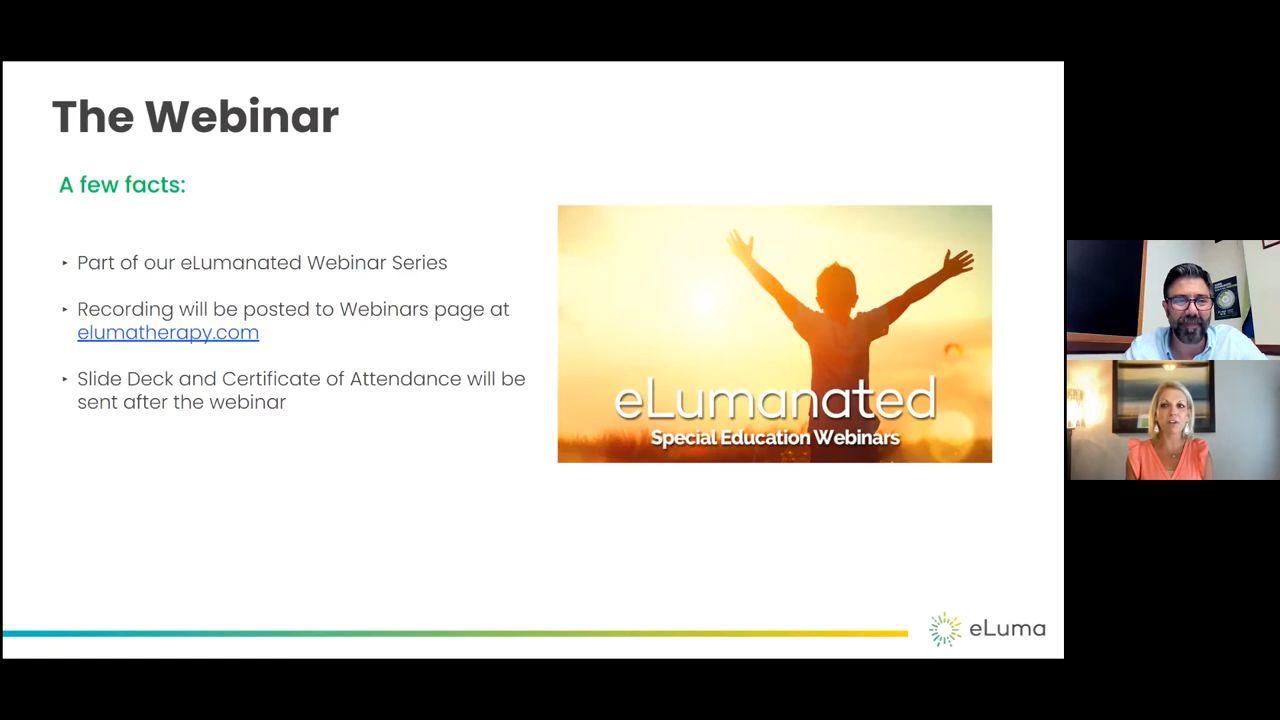 The Webinar
A few facts:
‣ Part of our eLumanated Webinar Series
‣ Recording will be posted to Webinars page at
elumatherapy.com
‣ Slide Deck and Certificate of Attendance will be
sent after the webinar
eLumanated
Special Education Webinars
eLuma